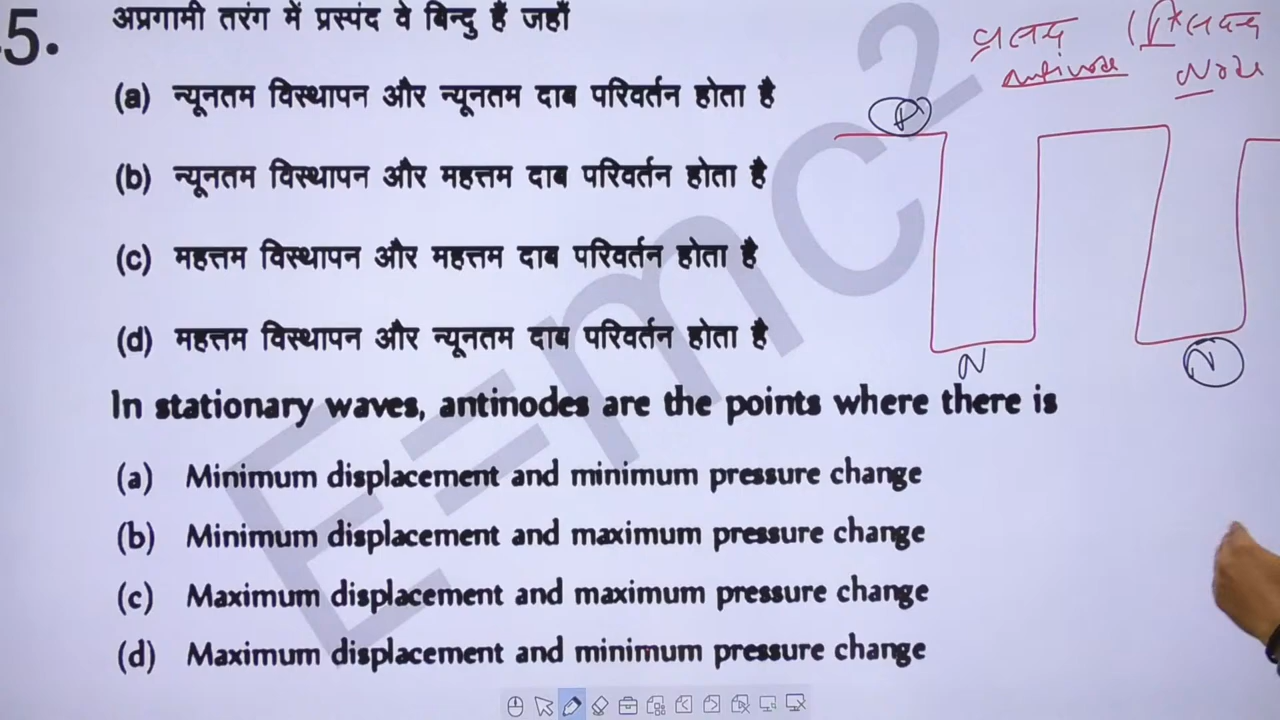 5.
अप्रगामी तरंग में प्रस्पंद वे बिन्दु हैं जहाँ
(a) न्यूनतम विस्थापन और न्यूनतम दाब परिवर्तन होता है
(b) न्यूनतम विस्थापन और महत्तम दाब परिवर्तन होता है
(c) महत्तम विस्थापन और महत्तम दाब परिवर्तन होता है
(d) महत्तम विस्थापन और न्यूनतम दाब परिवर्तन होता है
In stationary waves, antinodes are the points where there is
(a) Minimum displacement and minimum pressure change
(b) Minimum displacement and maximum pressure change
(c) Maximum displacement and maximum pressure change
(d) Maximum displacement and minimum pressure change
E=mc²
Antinode
Node
P
N
N